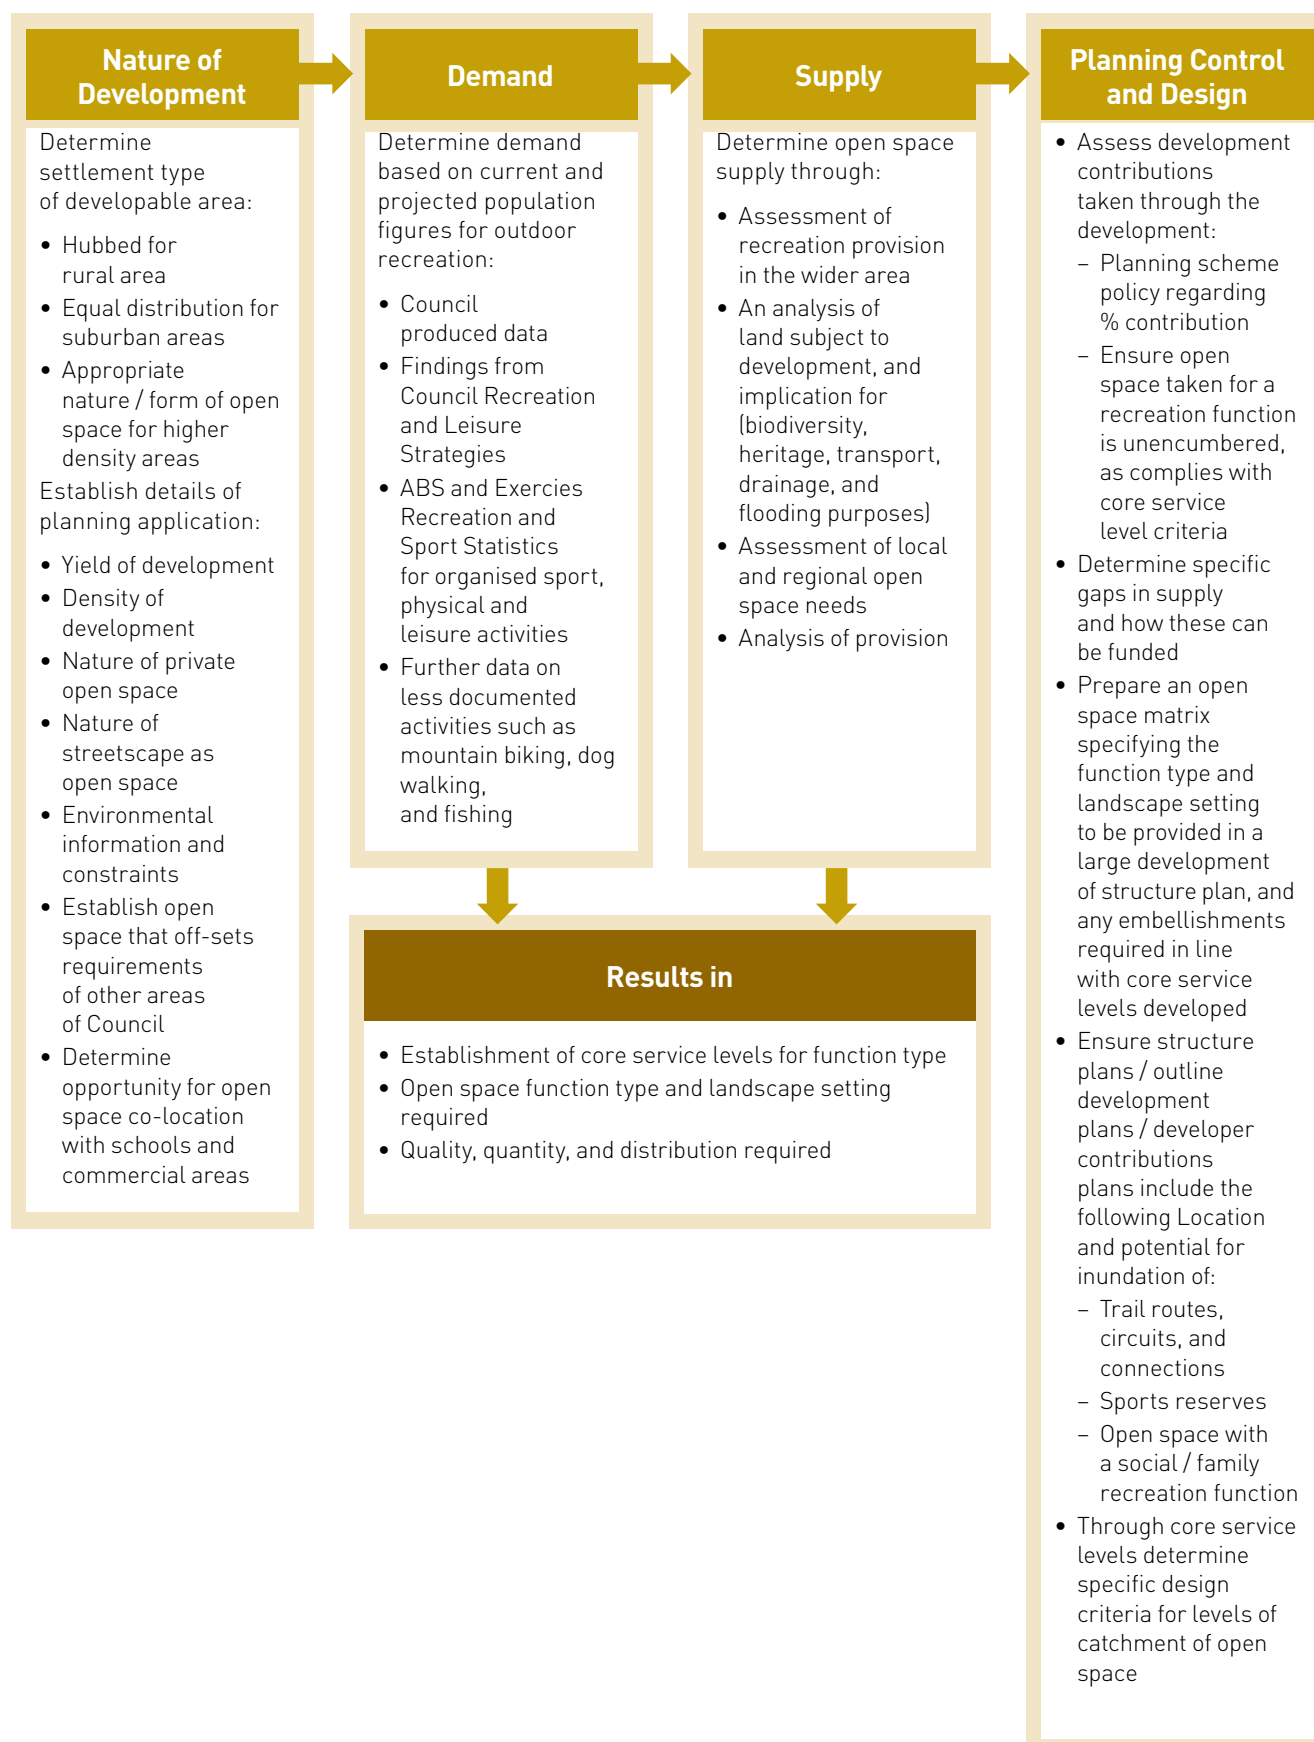 Nature of
Development
Determine
settlement type
of developable area:
• Hubbed for
rural area
• Equal distribution for
suburban areas
• Appropriate
nature / form of open
space for higher
density areas
Establish details of
planning application:
• Yield of development
• Density of
development
• Nature of private
open space
• Nature of
streetscape as
open space
• Environmental
information and
constraints
• Establish open
space that off-sets
requirements
of other areas
of Council
• Determine
opportunity for open
space co-location
with schools and
commercial areas
Demand
Determine demand
based on current and
projected population
figures for outdoor
recreation:
• Council
produced data
• Findings from
Council Recreation
and Leisure
Strategies
• ABS and Exercies
Recreation and
Sport Statistics
for organised sport,
physical and
leisure activities
• Further data on
less documented
activities such as
mountain biking, dog
walking,
and fishing
Supply
Determine open space
supply through:
• Assessment of
recreation provision
in the wider area
• An analysis of
land subject to
development, and
implication for
(biodiversity,
heritage, transport,
drainage, and
flooding purposes)
• Assessment of local
and regional open
space needs
• Analysis of provision
Results in
• Establishment of core service levels for function type
• Open space function type and landscape setting
required
• Quality, quantity, and distribution required
Planning Control
and Design
• Assess development
contributions
taken through the
development:
– Planning scheme
policy regarding
% contribution
– Ensure open
space taken for a
recreation function
is unencumbered,
as complies with
core service
level criteria
• Determine specific
gaps in supply
and how these can
be funded
• Prepare an open
space matrix
specifying the
function type and
landscape setting
to be provided in a
large development
of structure plan, and
any embellishments
required in line
with core service
levels developed
• Ensure structure
plans / outline
development
plans / developer
contributions
plans include the
following Location
and potential for
inundation of:
– Trail routes,
circuits, and
connections
– Sports reserves
– Open space with
a social / family
recreation function
• Through core service
levels determine
specific design
criteria for levels of
catchment of open
space